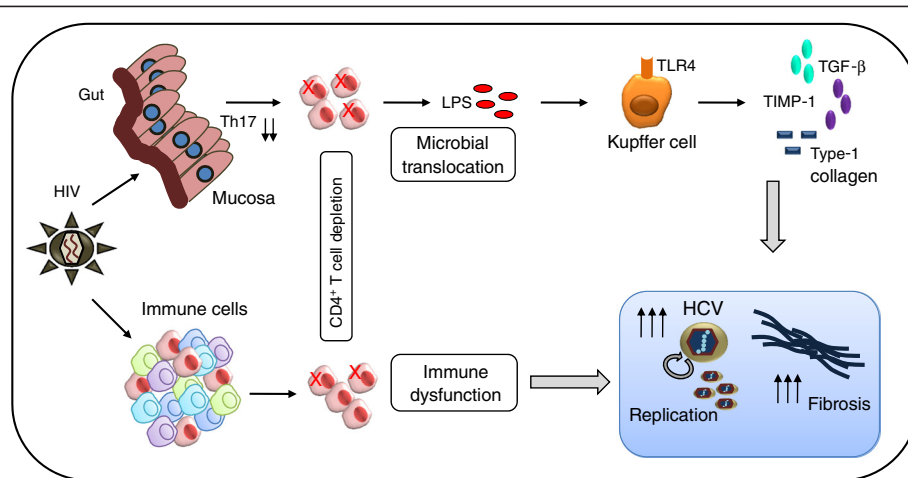 Gut
Th17
Mucosa
HIV
CD4⁺ T cell depletion
LPS
Microbial
translocation
TLR4
Kupffer cell
TGF-β
TIMP-1
Type-1
collagen
Immune cells
X X
X X
X X
Immune
dysfunction
HCV
Replication
Fibrosis